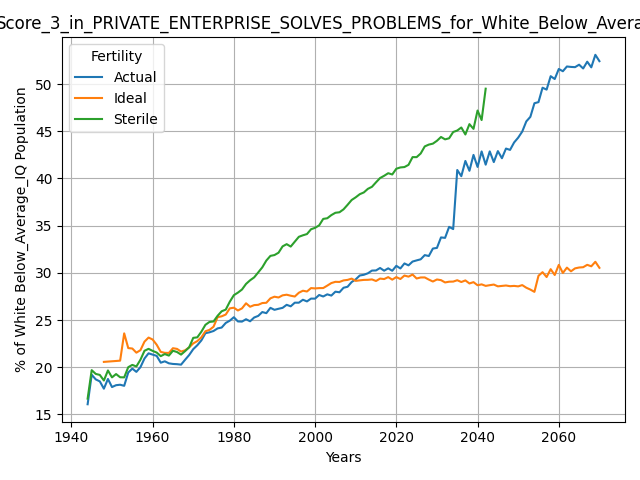 Score_3_in_PRIVATE_ENTERPRISE_SOLVES_PROBLEMS_for_White_Below_Avera
Fertility
Actual
Ideal
Sterile
% of White Below_Average_IQ Population
50
45
40
35
30
25
20
15
1940 1960 1980 2000 2020 2040 2060
Years